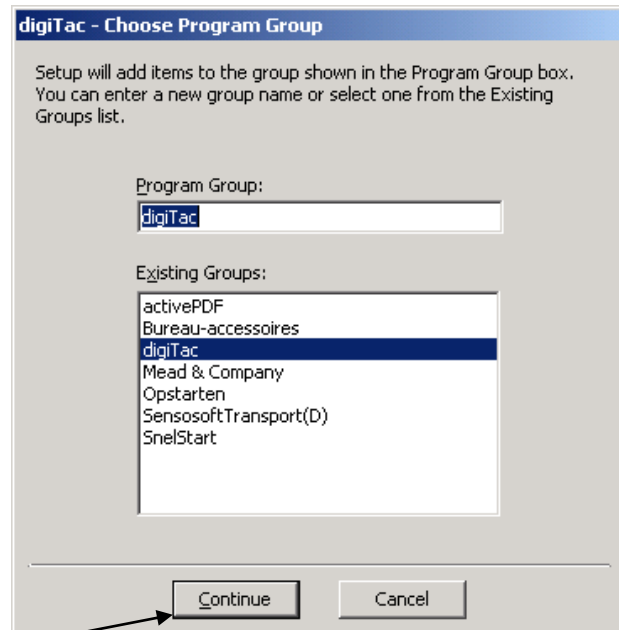 digiTac - Choose Program Group
Setup will add items to the group shown in the Program Group box.
You can enter a new group name or select one from the Existing
Groups list.
Program Group:
digiTac
Existing Groups:
activePDF
Bureau-accessoires
digiTac
Mead & Company
Opstarten
SensosoftTransport(D)
SnelStart
Continue
Cancel